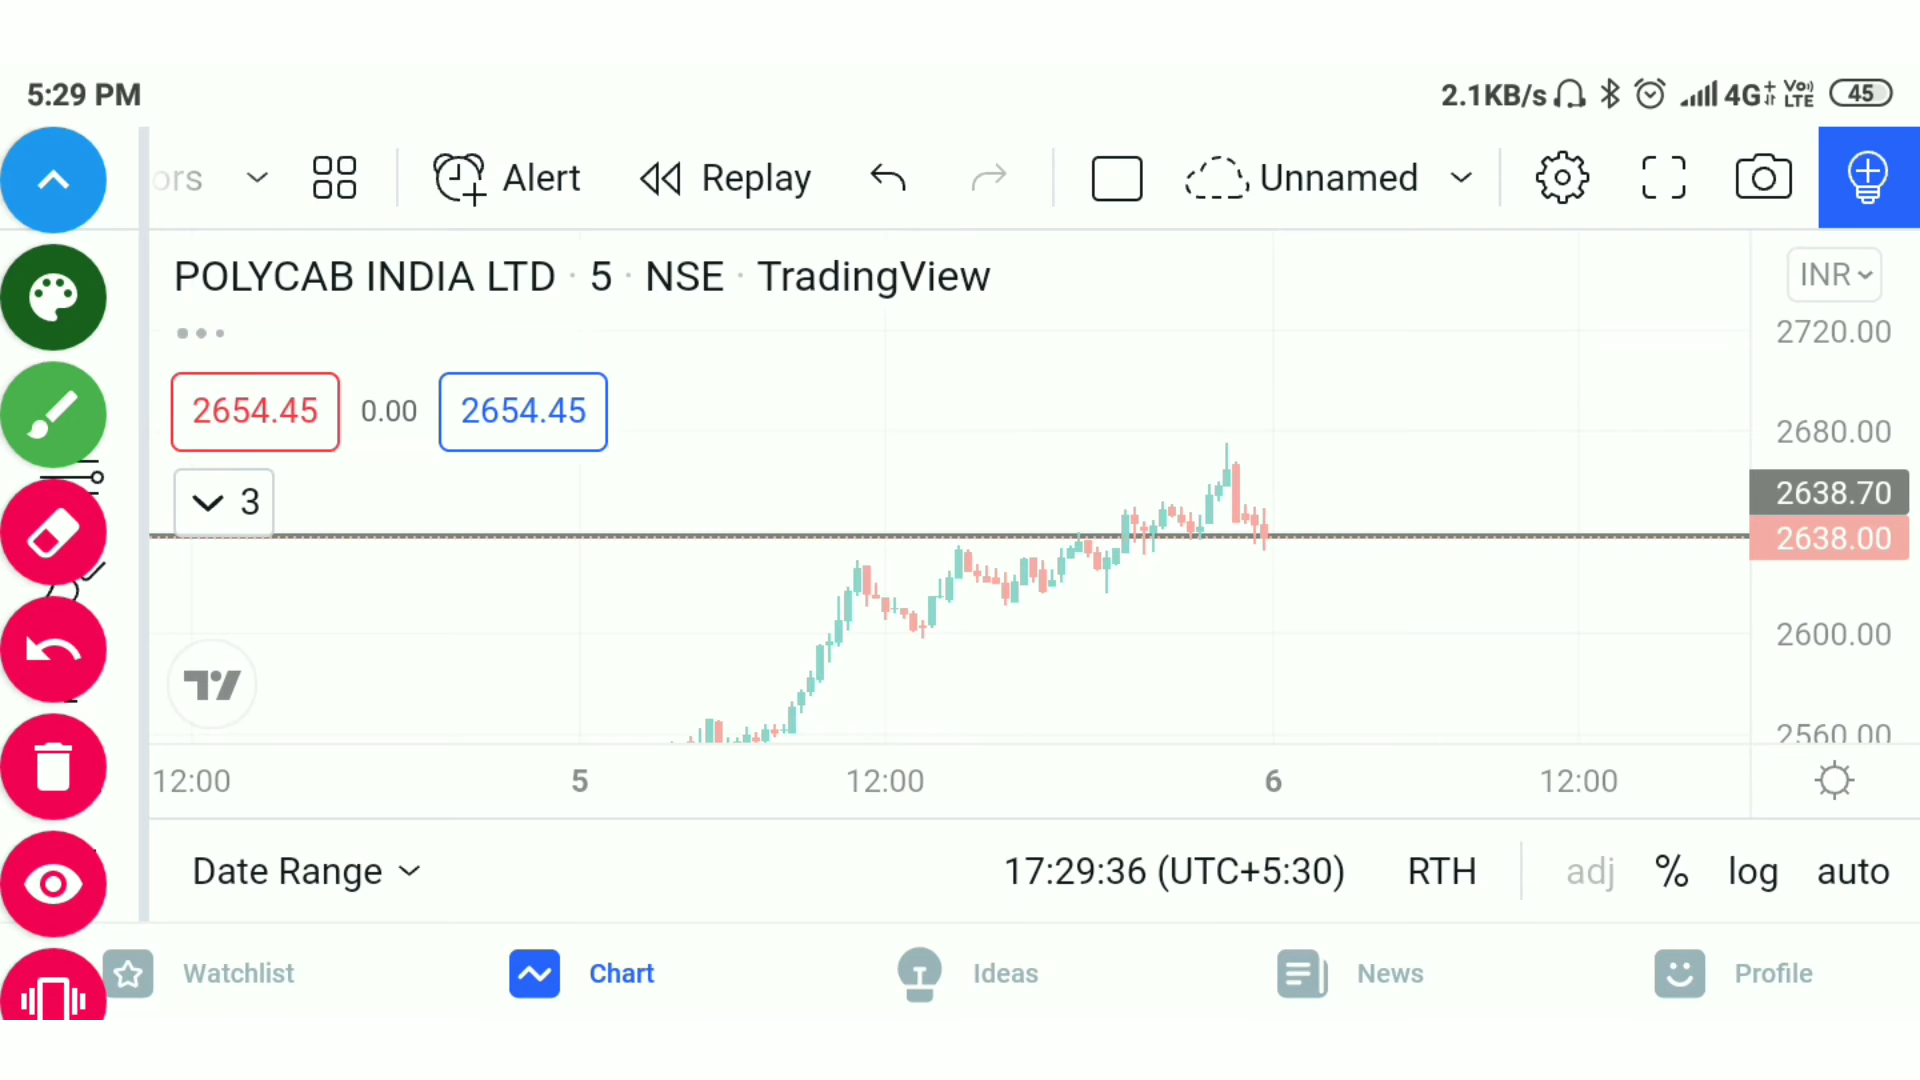 5:29 PM 2.1KB/s 4G+ Vo)) LTE 45
ors Alert Replay Unnamed
POLYCAB INDIA LTD · 5 · NSE · TradingView
INR
2720.00
2654.45 0.00 2654.45
2680.00
3
2638.70
2638.00
2600.00
2560.00
12:00 5 12:00 6 12:00
Date Range 17:29:36 (UTC+5:30) RTH adj % log auto
Watchlist Chart Ideas News Profile